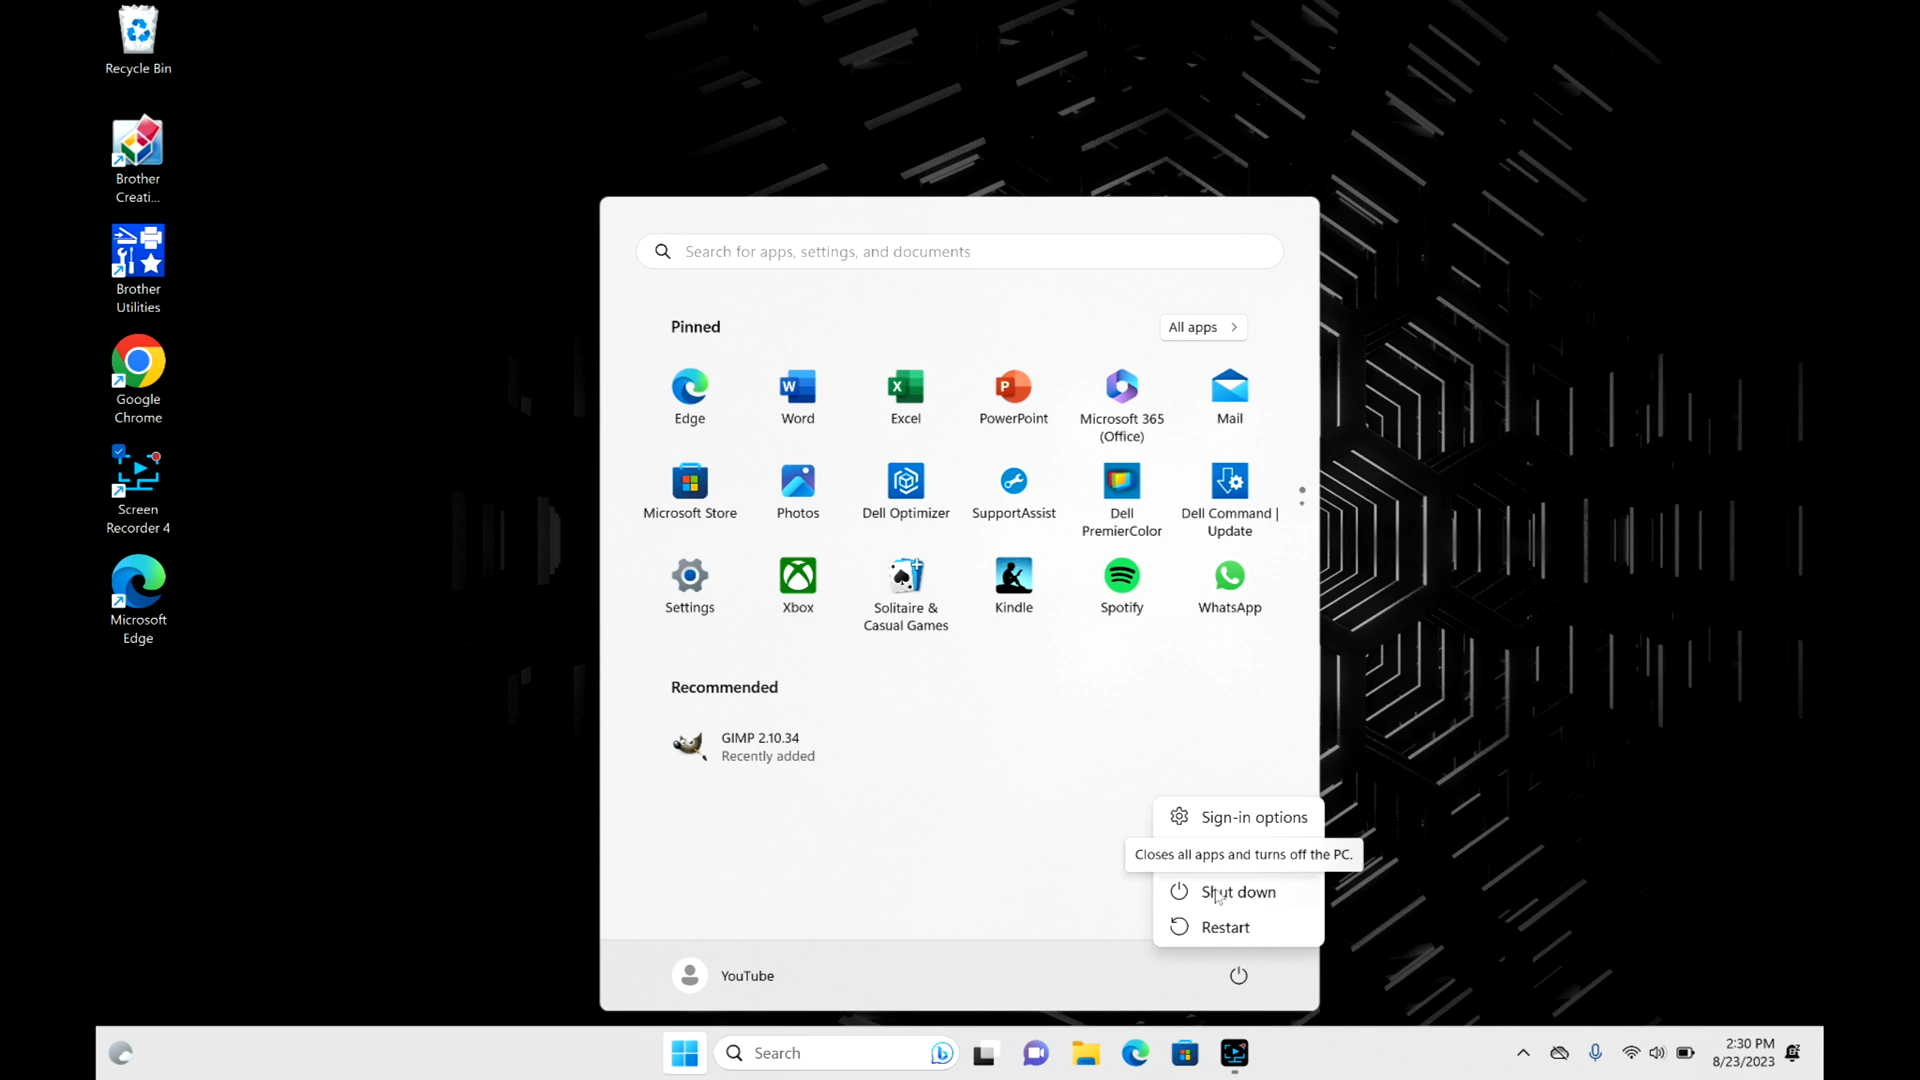 Recycle Bin
Brother
Creati...
Brother
Utilities
Google
Chrome
Screen
Recorder 4
Microsoft
Edge
Search for apps, settings, and documents
Pinned
All apps
Edge
Word
Excel
PowerPoint
Microsoft 365
(Office)
Mail
Microsoft Store
Photos
Dell Optimizer
SupportAssist
Dell
PremierColor
Dell Command |
Update
Settings
Xbox
Solitaire &
Casual Games
Kindle
Spotify
WhatsApp
Recommended
GIMP 2.10.34
Recently added
Sign-in options
Closes all apps and turns off the PC.
Shut down
Restart
YouTube
Search
2:30 PM
8/23/2023